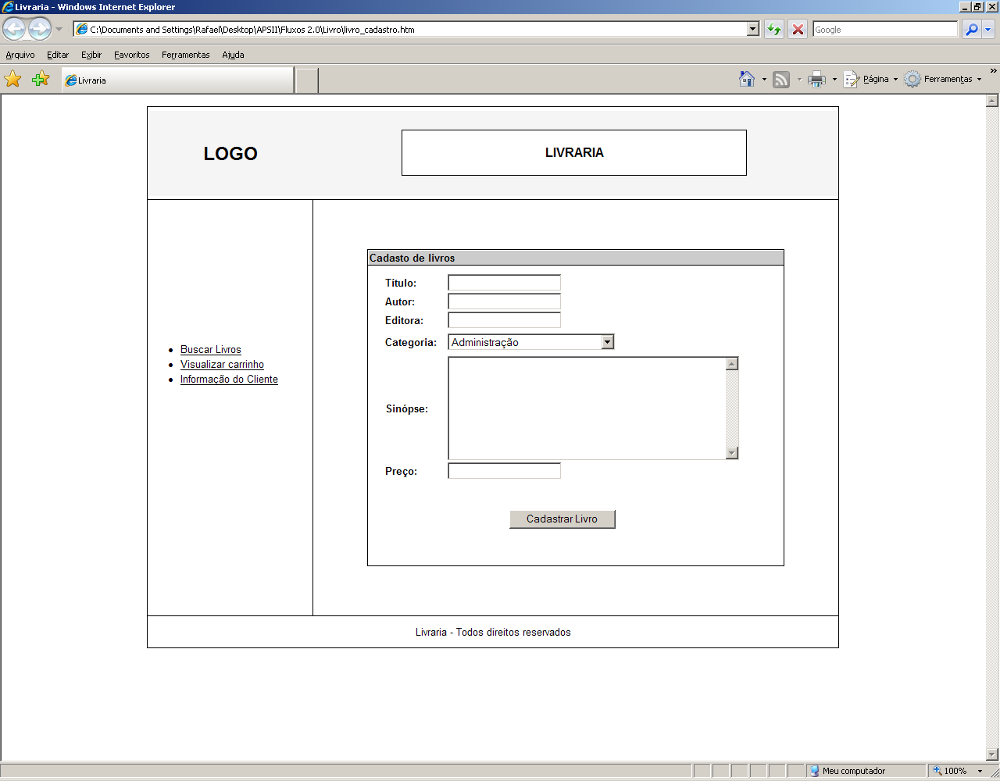 Livraria - Windows Internet Explorer
C:\Documents and Settings\Rafael\Desktop\APSII\Fluxos 2.0\Livro\livro_cadastro.htm
Google
Arquivo Editar Exibir Favoritos Ferramentas Ajuda
Livraria
Página Ferramentas »
LOGO
LIVRARIA
Buscar Livros
Visualizar carrinho
Informação do Cliente
Cadasto de livros
Título:
Autor:
Editora:
Categoria: Administração
Sinópse:
Preço:
Cadastrar Livro
Livraria - Todos direitos reservados
Meu computador 100%